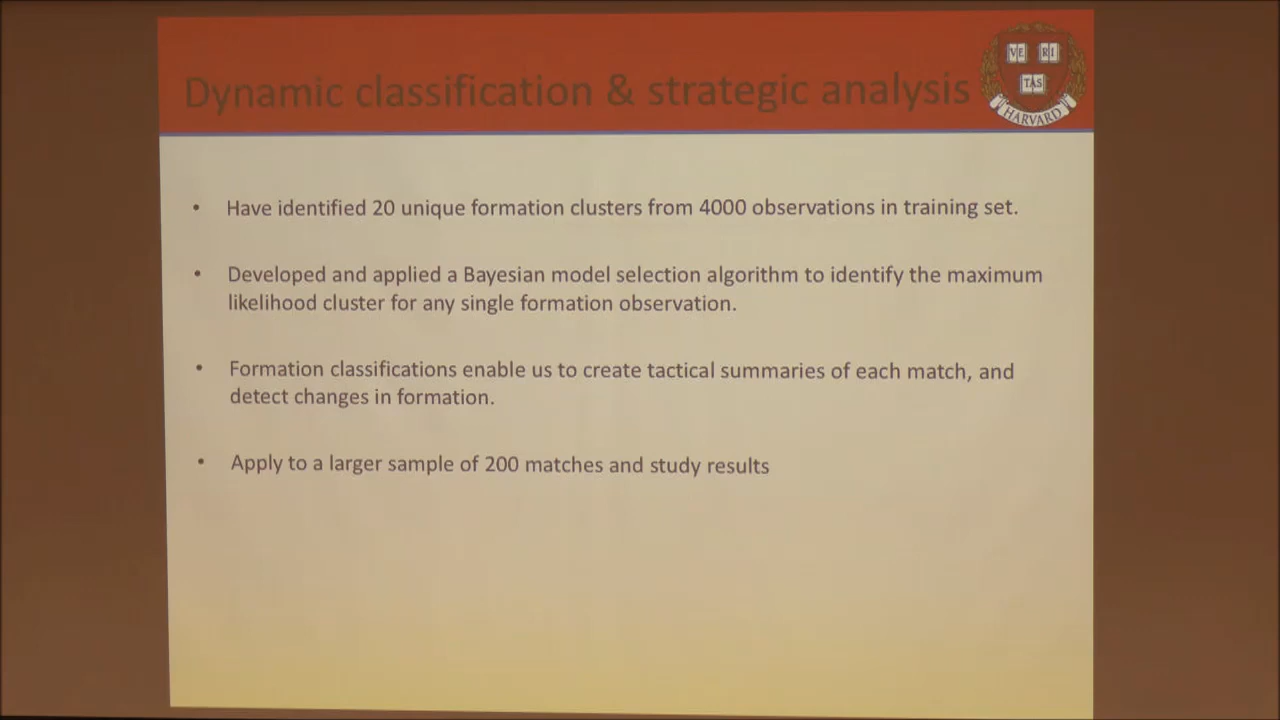 Dynamic classification & strategic analysis
VE RI
TAS
HARVARD
• Have identified 20 unique formation clusters from 4000 observations in training set.
• Developed and applied a Bayesian model selection algorithm to identify the maximum
likelihood cluster for any single formation observation.
• Formation classifications enable us to create tactical summaries of each match, and
detect changes in formation.
• Apply to a larger sample of 200 matches and study results